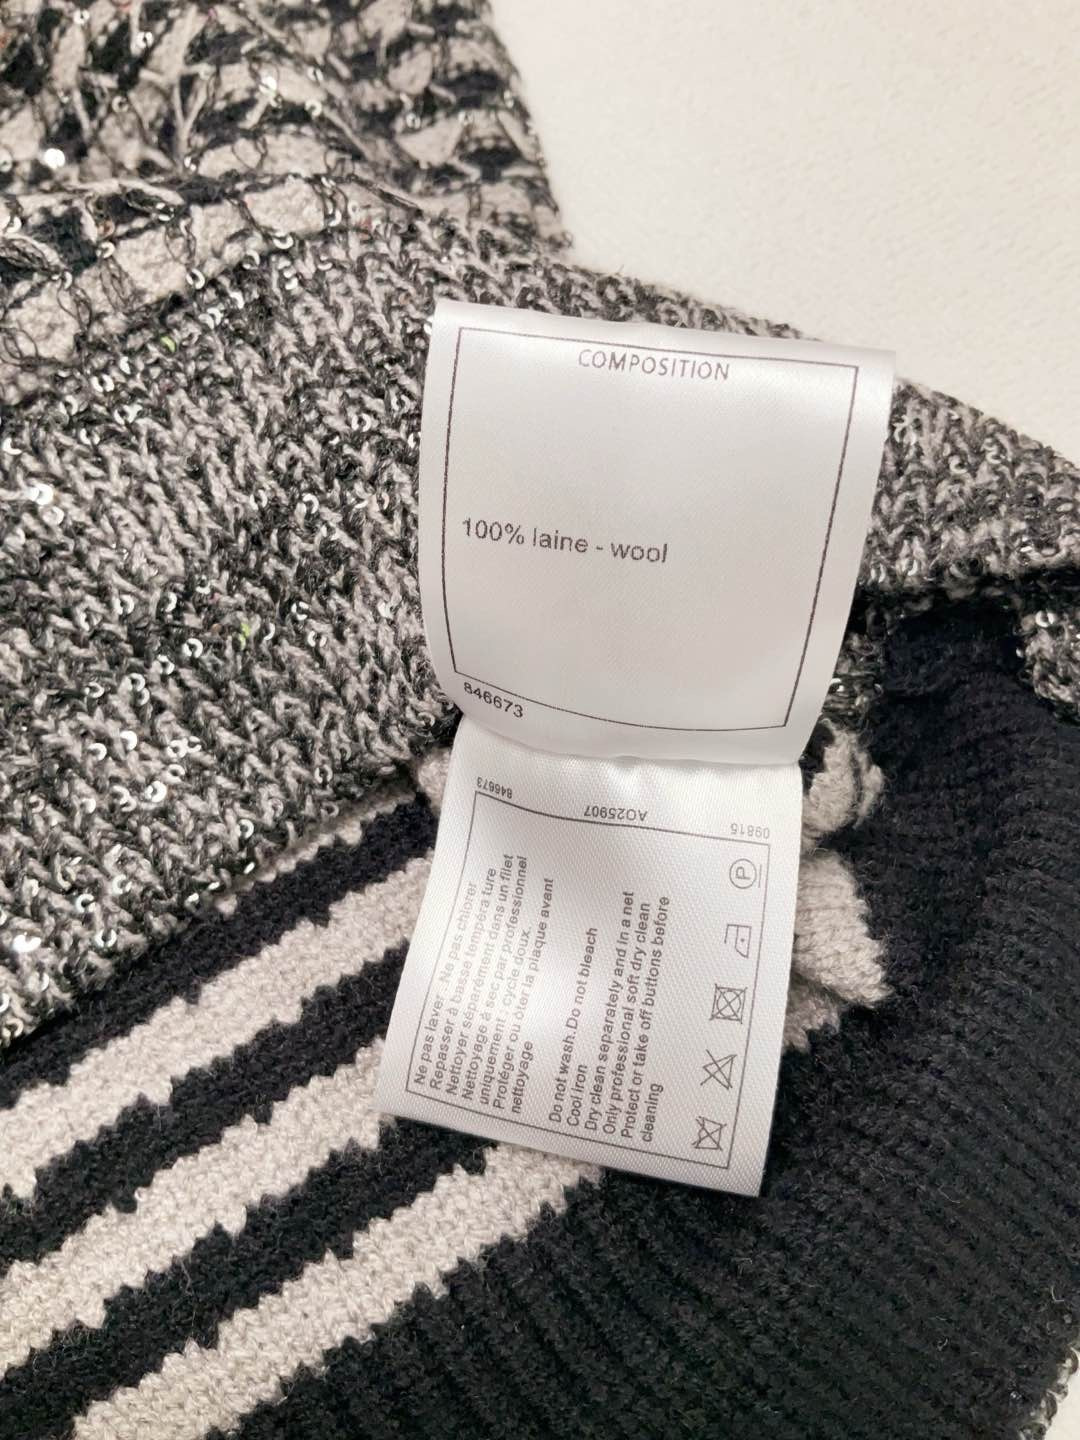 COMPOSITION
100% laine - wool
846673
846673
AO25907
09815
Ne pas laver . Ne pas chlorer
Repasser à basse température
Nettoyer séparément dans un filet
Nettoyage à sec par professionnel
uniquement , cycle doux.
Protéger ou ôter la plaque avant
nettoyage
Do not wash.Do not bleach
Cool iron
Dry clean separately and in a net
Only professional soft dry clean
Protect or take off buttons before
cleaning
P